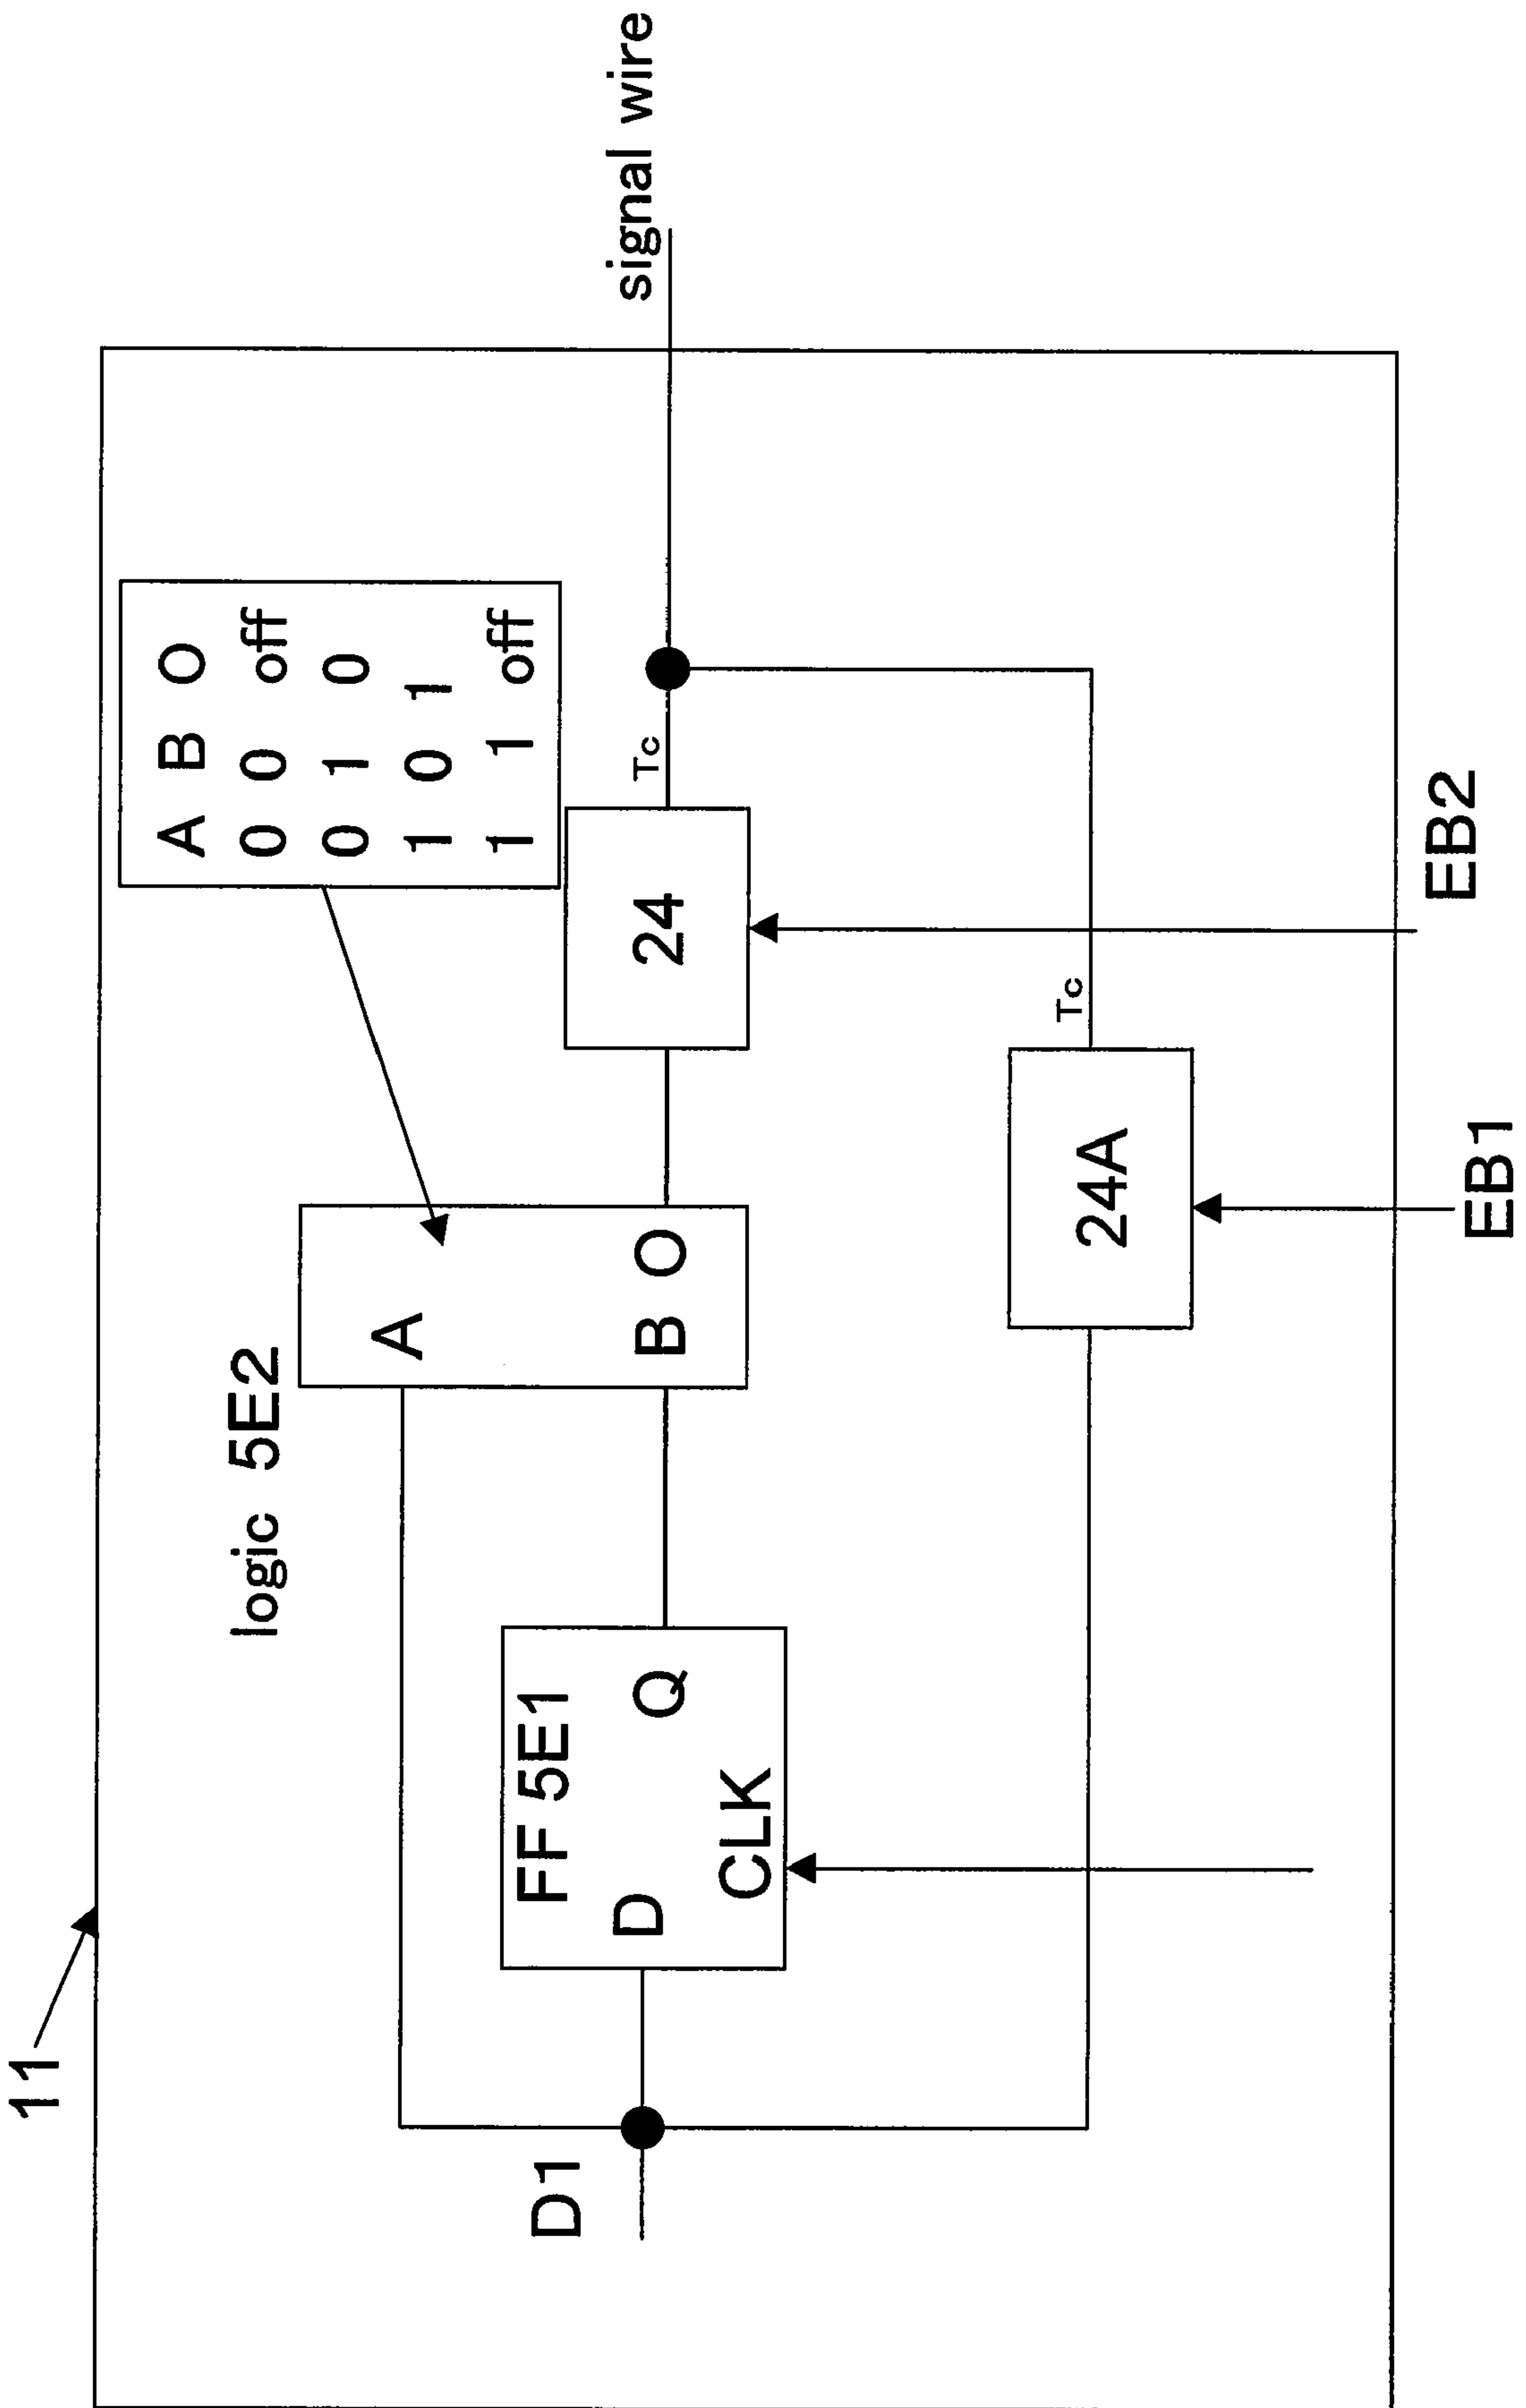 11
logic 5E2
A B O
0 0 off
0 1 0
1 0 1
1 1 off
signal wire
D1
FF 5E1
D Q
CLK
A
B O
24
Tc
24A
Tc
EB1
EB2